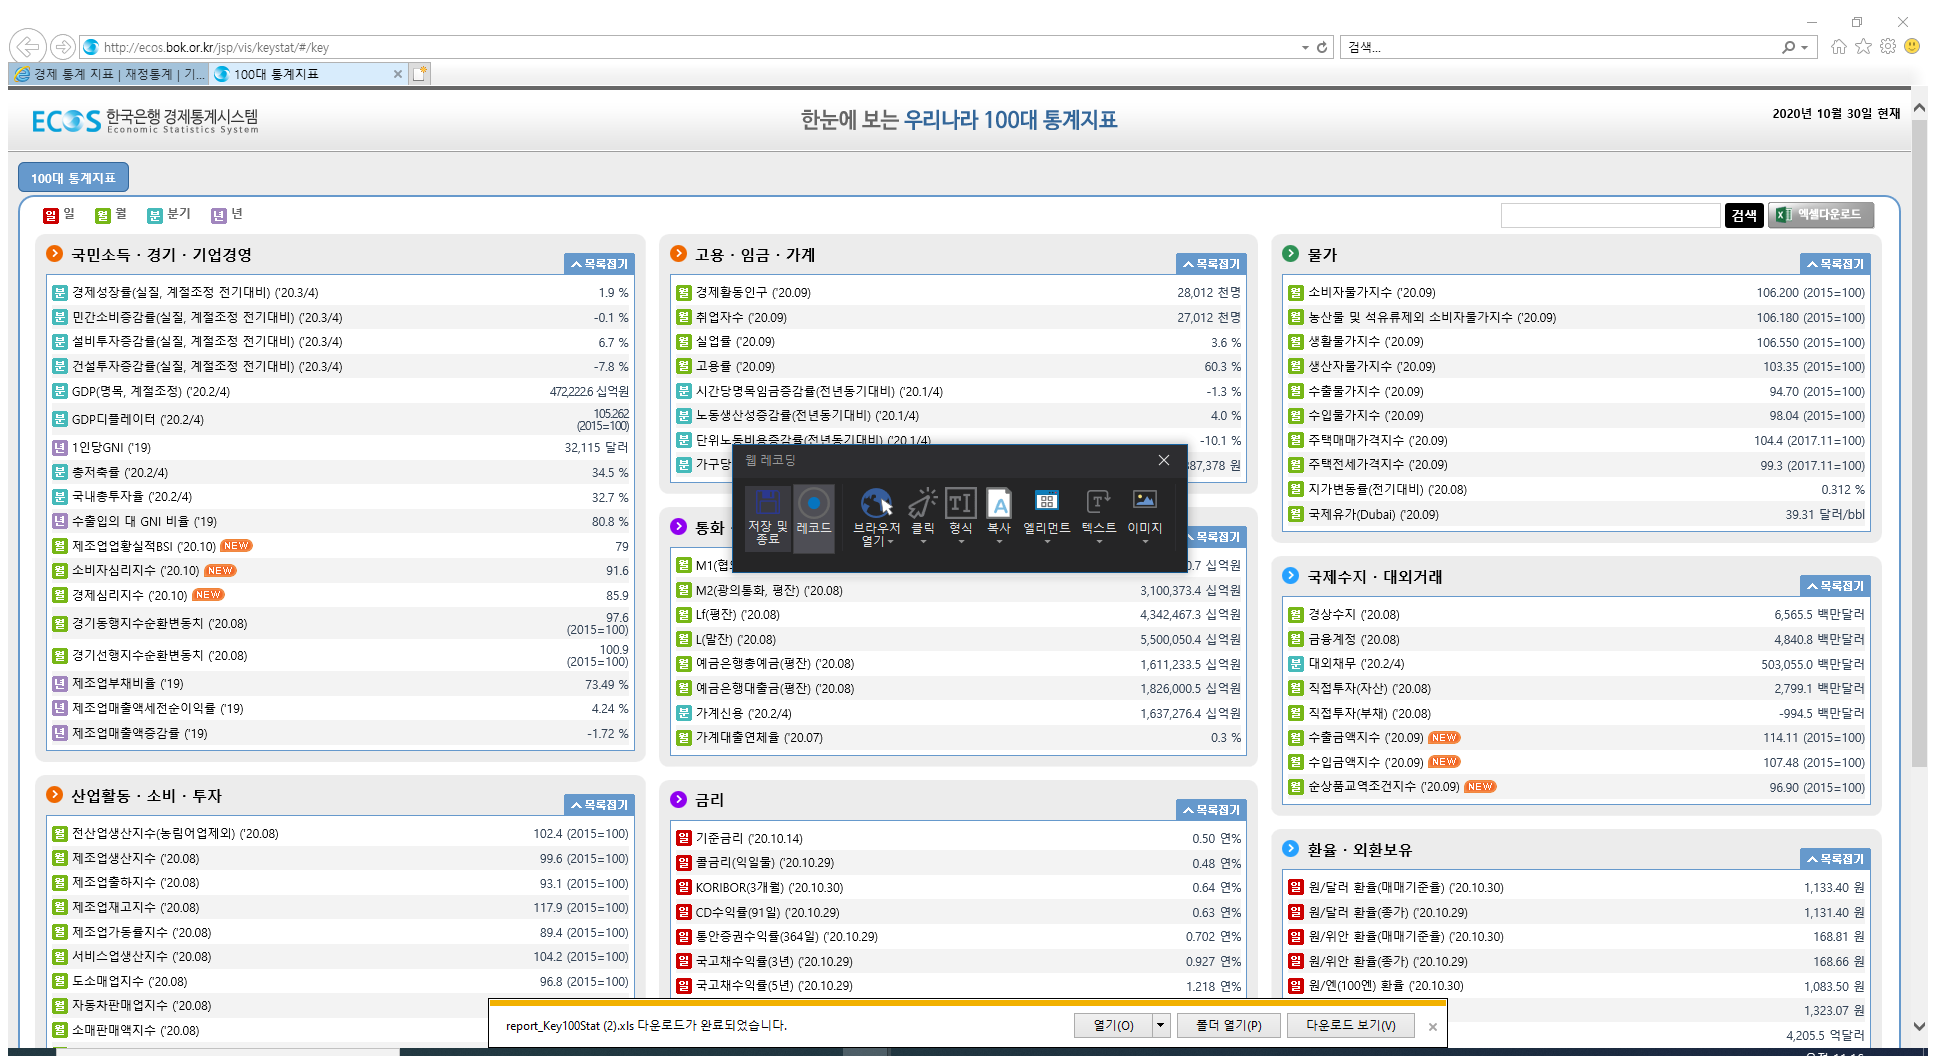 http://ecos.bok.or.kr/jsp/vis/keystat/#/key
검색...
경제 통계 지표 | 재정통계 | 기...
100대 통계지표
ECOS 한국은행 경제통계시스템
Economic Statistics System
한눈에 보는 우리나라 100대 통계지표
2020년 10월 30일 현재
100대 통계지표
일 일 월 월 분 분기 년 년
검색
엑셀다운로드
국민소득 · 경기 · 기업경영
목록접기
분 경제성장률(실질, 계절조정 전기대비) ('20.3/4) 1.9 %
분 민간소비증감률(실질, 계절조정 전기대비) ('20.3/4) -0.1 %
분 설비투자증감률(실질, 계절조정 전기대비) ('20.3/4) 6.7 %
분 건설투자증감률(실질, 계절조정 전기대비) ('20.3/4) -7.8 %
분 GDP(명목, 계절조정) ('20.2/4) 472,222.6 십억원
분 GDP디플레이터 ('20.2/4) 105.262
(2015=100)
년 1인당GNI ('19) 32,115 달러
분 총저축률 ('20.2/4) 34.5 %
분 국내총투자율 ('20.2/4) 32.7 %
년 수출입의 대 GNI 비율 ('19) 80.8 %
월 제조업업황실적BSI ('20.10) NEW 79
월 소비자심리지수 ('20.10) NEW 91.6
월 경제심리지수 ('20.10) NEW 85.9
월 경기동행지수순환변동치 ('20.08) 97.6
(2015=100)
월 경기선행지수순환변동치 ('20.08) 100.9
(2015=100)
년 제조업부채비율 ('19) 73.49 %
년 제조업매출액세전순이익률 ('19) 4.24 %
년 제조업매출액증감률 ('19) -1.72 %
산업활동 · 소비 · 투자
목록접기
월 전산업생산지수(농림어업제외) ('20.08) 102.4 (2015=100)
월 제조업생산지수 ('20.08) 99.6 (2015=100)
월 제조업출하지수 ('20.08) 93.1 (2015=100)
월 제조업재고지수 ('20.08) 117.9 (2015=100)
월 제조업가동률지수 ('20.08) 89.4 (2015=100)
월 서비스업생산지수 ('20.08) 104.2 (2015=100)
월 도소매업지수 ('20.08) 96.8 (2015=100)
월 자동차판매업지수 ('20.08)
월 소매판매액지수 ('20.08)
고용 · 임금 · 가계
목록접기
월 경제활동인구 ('20.09) 28,012 천명
월 취업자수 ('20.09) 27,012 천명
월 실업률 ('20.09) 3.6 %
월 고용률 ('20.09) 60.3 %
분 시간당명목임금증감률(전년동기대비) ('20.1/4) -1.3 %
분 노동생산성증감률(전년동기대비) ('20.1/4) 4.0 %
분 단위노동비용증감률(전년동기대비) ('20.1/4) -10.1 %
분 가구당 87,378 원
웹 레코딩
저장 및
종료
레코드
브라우저
열기
클릭
형식
복사
엘리먼트
텍스트
이미지
통화 ·
목록접기
월 M1(협의 0.7 십억원
월 M2(광의통화, 평잔) ('20.08) 3,100,373.4 십억원
월 Lf(평잔) ('20.08) 4,342,467.3 십억원
월 L(말잔) ('20.08) 5,500,050.4 십억원
월 예금은행총예금(평잔) ('20.08) 1,611,233.5 십억원
월 예금은행대출금(평잔) ('20.08) 1,826,000.5 십억원
분 가계신용 ('20.2/4) 1,637,276.4 십억원
월 가계대출연체율 ('20.07) 0.3 %
금리
목록접기
일 기준금리 ('20.10.14) 0.50 연%
일 콜금리(익일물) ('20.10.29) 0.48 연%
일 KORIBOR(3개월) ('20.10.30) 0.64 연%
일 CD수익률(91일) ('20.10.29) 0.63 연%
일 통안증권수익률(364일) ('20.10.29) 0.702 연%
일 국고채수익률(3년) ('20.10.29) 0.927 연%
일 국고채수익률(5년) ('20.10.29) 1.218 연%
물가
목록접기
월 소비자물가지수 ('20.09) 106.200 (2015=100)
월 농산물 및 석유류제외 소비자물가지수 ('20.09) 106.180 (2015=100)
월 생활물가지수 ('20.09) 106.550 (2015=100)
월 생산자물가지수 ('20.09) 103.35 (2015=100)
월 수출물가지수 ('20.09) 94.70 (2015=100)
월 수입물가지수 ('20.09) 98.04 (2015=100)
월 주택매매가격지수 ('20.09) 104.4 (2017.11=100)
월 주택전세가격지수 ('20.09) 99.3 (2017.11=100)
월 지가변동률(전기대비) ('20.08) 0.312 %
월 국제유가(Dubai) ('20.09) 39.31 달러/bbl
국제수지 · 대외거래
목록접기
월 경상수지 ('20.08) 6,565.5 백만달러
월 금융계정 ('20.08) 4,840.8 백만달러
분 대외채무 ('20.2/4) 503,055.0 백만달러
월 직접투자(자산) ('20.08) 2,799.1 백만달러
월 직접투자(부채) ('20.08) -994.5 백만달러
월 수출금액지수 ('20.09) NEW 114.11 (2015=100)
월 수입금액지수 ('20.09) NEW 107.48 (2015=100)
월 순상품교역조건지수 ('20.09) NEW 96.90 (2015=100)
환율 · 외환보유
목록접기
일 원/달러 환율(매매기준율) ('20.10.30) 1,133.40 원
일 원/달러 환율(종가) ('20.10.29) 1,131.40 원
일 원/위안 환율(매매기준율) ('20.10.30) 168.81 원
일 원/위안 환율(종가) ('20.10.29) 168.66 원
일 원/엔(100엔) 환율 ('20.10.30) 1,083.50 원
1,323.07 원
4,205.5 억달러
report_Key100Stat (2).xls 다운로드가 완료되었습니다.
열기(O)
폴더 열기(P)
다운로드 보기(V)